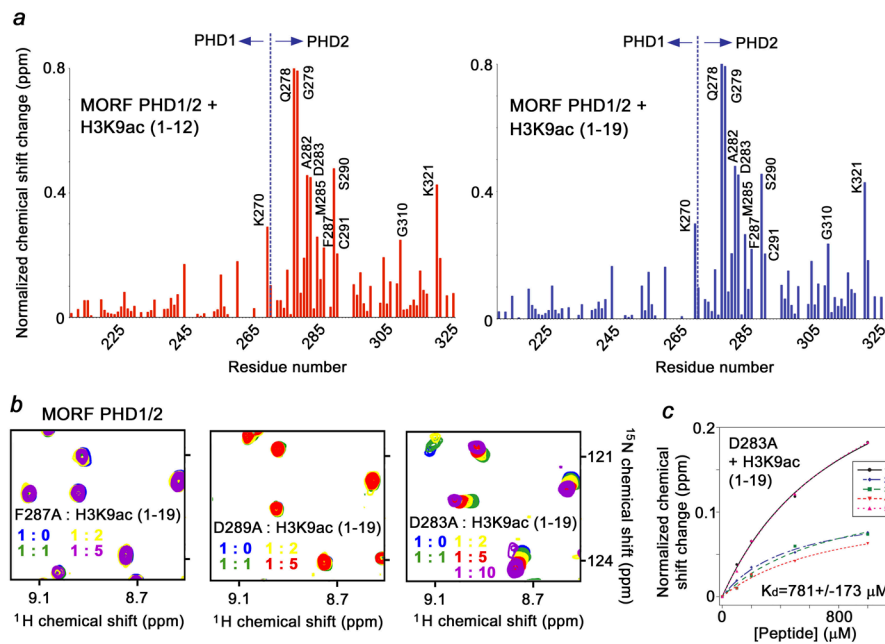 a
PHD1 PHD2
Normalized chemical shift change (ppm)
0.8
0.4
0
MORF PHD1/2 +
H3K9ac (1-12)
K270
Q278
G279
A282
D283
M285
F287
S290
C291
G310
K321
225 245 265 285 305 325
Residue number
PHD1 PHD2
0.8
0.4
0
MORF PHD1/2 +
H3K9ac (1-19)
K270
Q278
G279
A282
D283
M285
F287
S290
C291
G310
K321
225 245 265 285 305 325
Residue number
b
MORF PHD1/2
F287A : H3K9ac (1-19)
1 : 0 1 : 2
1 : 1 1 : 5
9.1 8.7
1H chemical shift (ppm)
D289A : H3K9ac (1-19)
1 : 0 1 : 2
1 : 1 1 : 5
9.1 8.7
1H chemical shift (ppm)
D283A : H3K9ac (1-19)
1 : 0 1 : 2
1 : 1 1 : 5
1 : 10
9.1 8.7
1H chemical shift (ppm)
121
124
15N chemical shift (ppm)
c
Normalized chemical
shift change (ppm)
0.2
0.1
0
D283A
+ H3K9ac
(1-19)
Kd=781+/-173 μM
0 800
[Peptide] (μM)